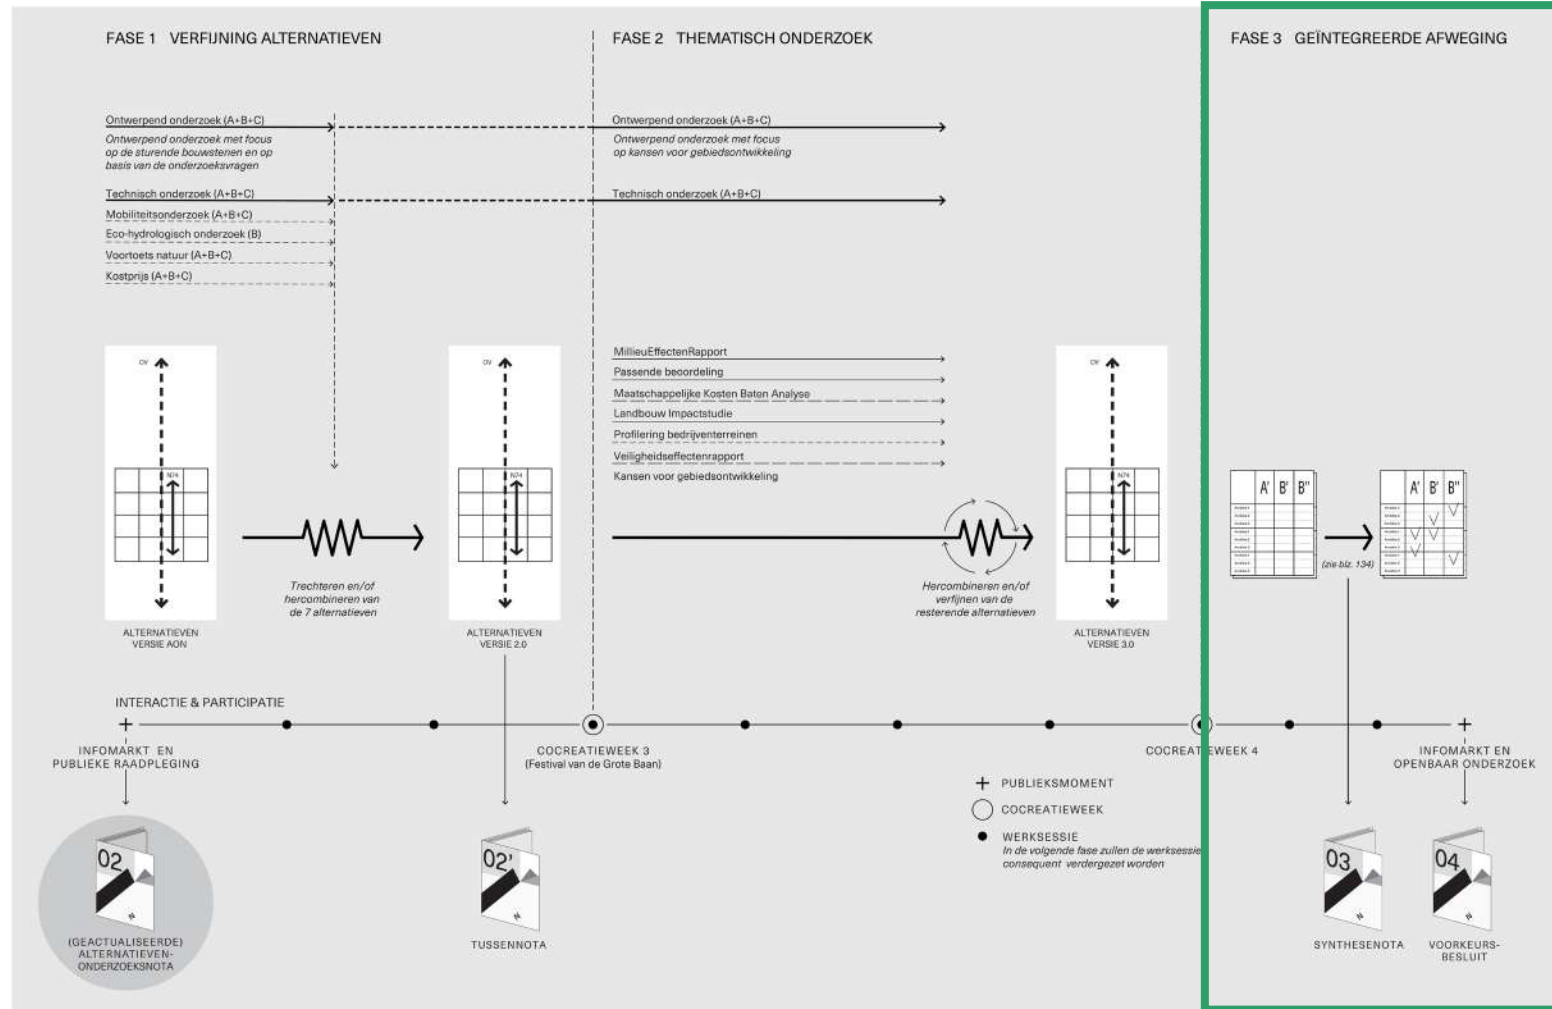 FASE 1 VERFIJNING ALTERNATIEVEN
Ontwerpend onderzoek (A+B+C)
Ontwerpend onderzoek met focus
op de sturende bouwstenen en op
basis van de onderzoeksvragen
Technisch onderzoek (A+B+C)
Mobiliteitsonderzoek (A+B+C)
Eco-hydrologisch onderzoek (B)
Voortoets natuur (A+B+C)
Kostprijs (A+B+C)
OV
N74
ALTERNATIEVEN
VERSIE AON
Trechteren en/of
hercombineren van
de 7 alternatieven
OV
N74
ALTERNATIEVEN
VERSIE 2.0
FASE 2 THEMATISCH ONDERZOEK
Ontwerpend onderzoek (A+B+C)
Ontwerpend onderzoek met focus
op kansen voor gebiedsontwikkeling
Technisch onderzoek (A+B+C)
MillieuEffectenRapport
Passende beoordeling
Maatschappelijke Kosten Baten Analyse
Landbouw Impactstudie
Profilering bedrijventerreinen
Veiligheidseffectenrapport
Kansen voor gebiedsontwikkeling
Hercombineren en/of
verfijnen van de
resterende alternatieven
OV
N74
ALTERNATIEVEN
VERSIE 3.0
FASE 3 GEÏNTEGREERDE AFWEGING
A' B' B"
(zie blz. 134)
A' B' B"
INTERACTIE & PARTICIPATIE
INFOMARKT EN
PUBLIEKE RAADPLEGING
COCREATIEWEEK 3
(Festival van de Grote Baan)
COCREATIEWEEK 4
INFOMARKT EN
OPENBAAR ONDERZOEK
PUBLIEKSMOMENT
COCREATIEWEEK
WERKSESSIE
In de volgende fase zullen de werksessie
consequent verdergezet worden
02
N
(GEACTUALISEERDE)
ALTERNATIEVEN-
ONDERZOEKSNOTA
02'
N
TUSSENNOTA
03
N
SYNTHESENOTA
04
N
VOORKEURS-
BESLUIT